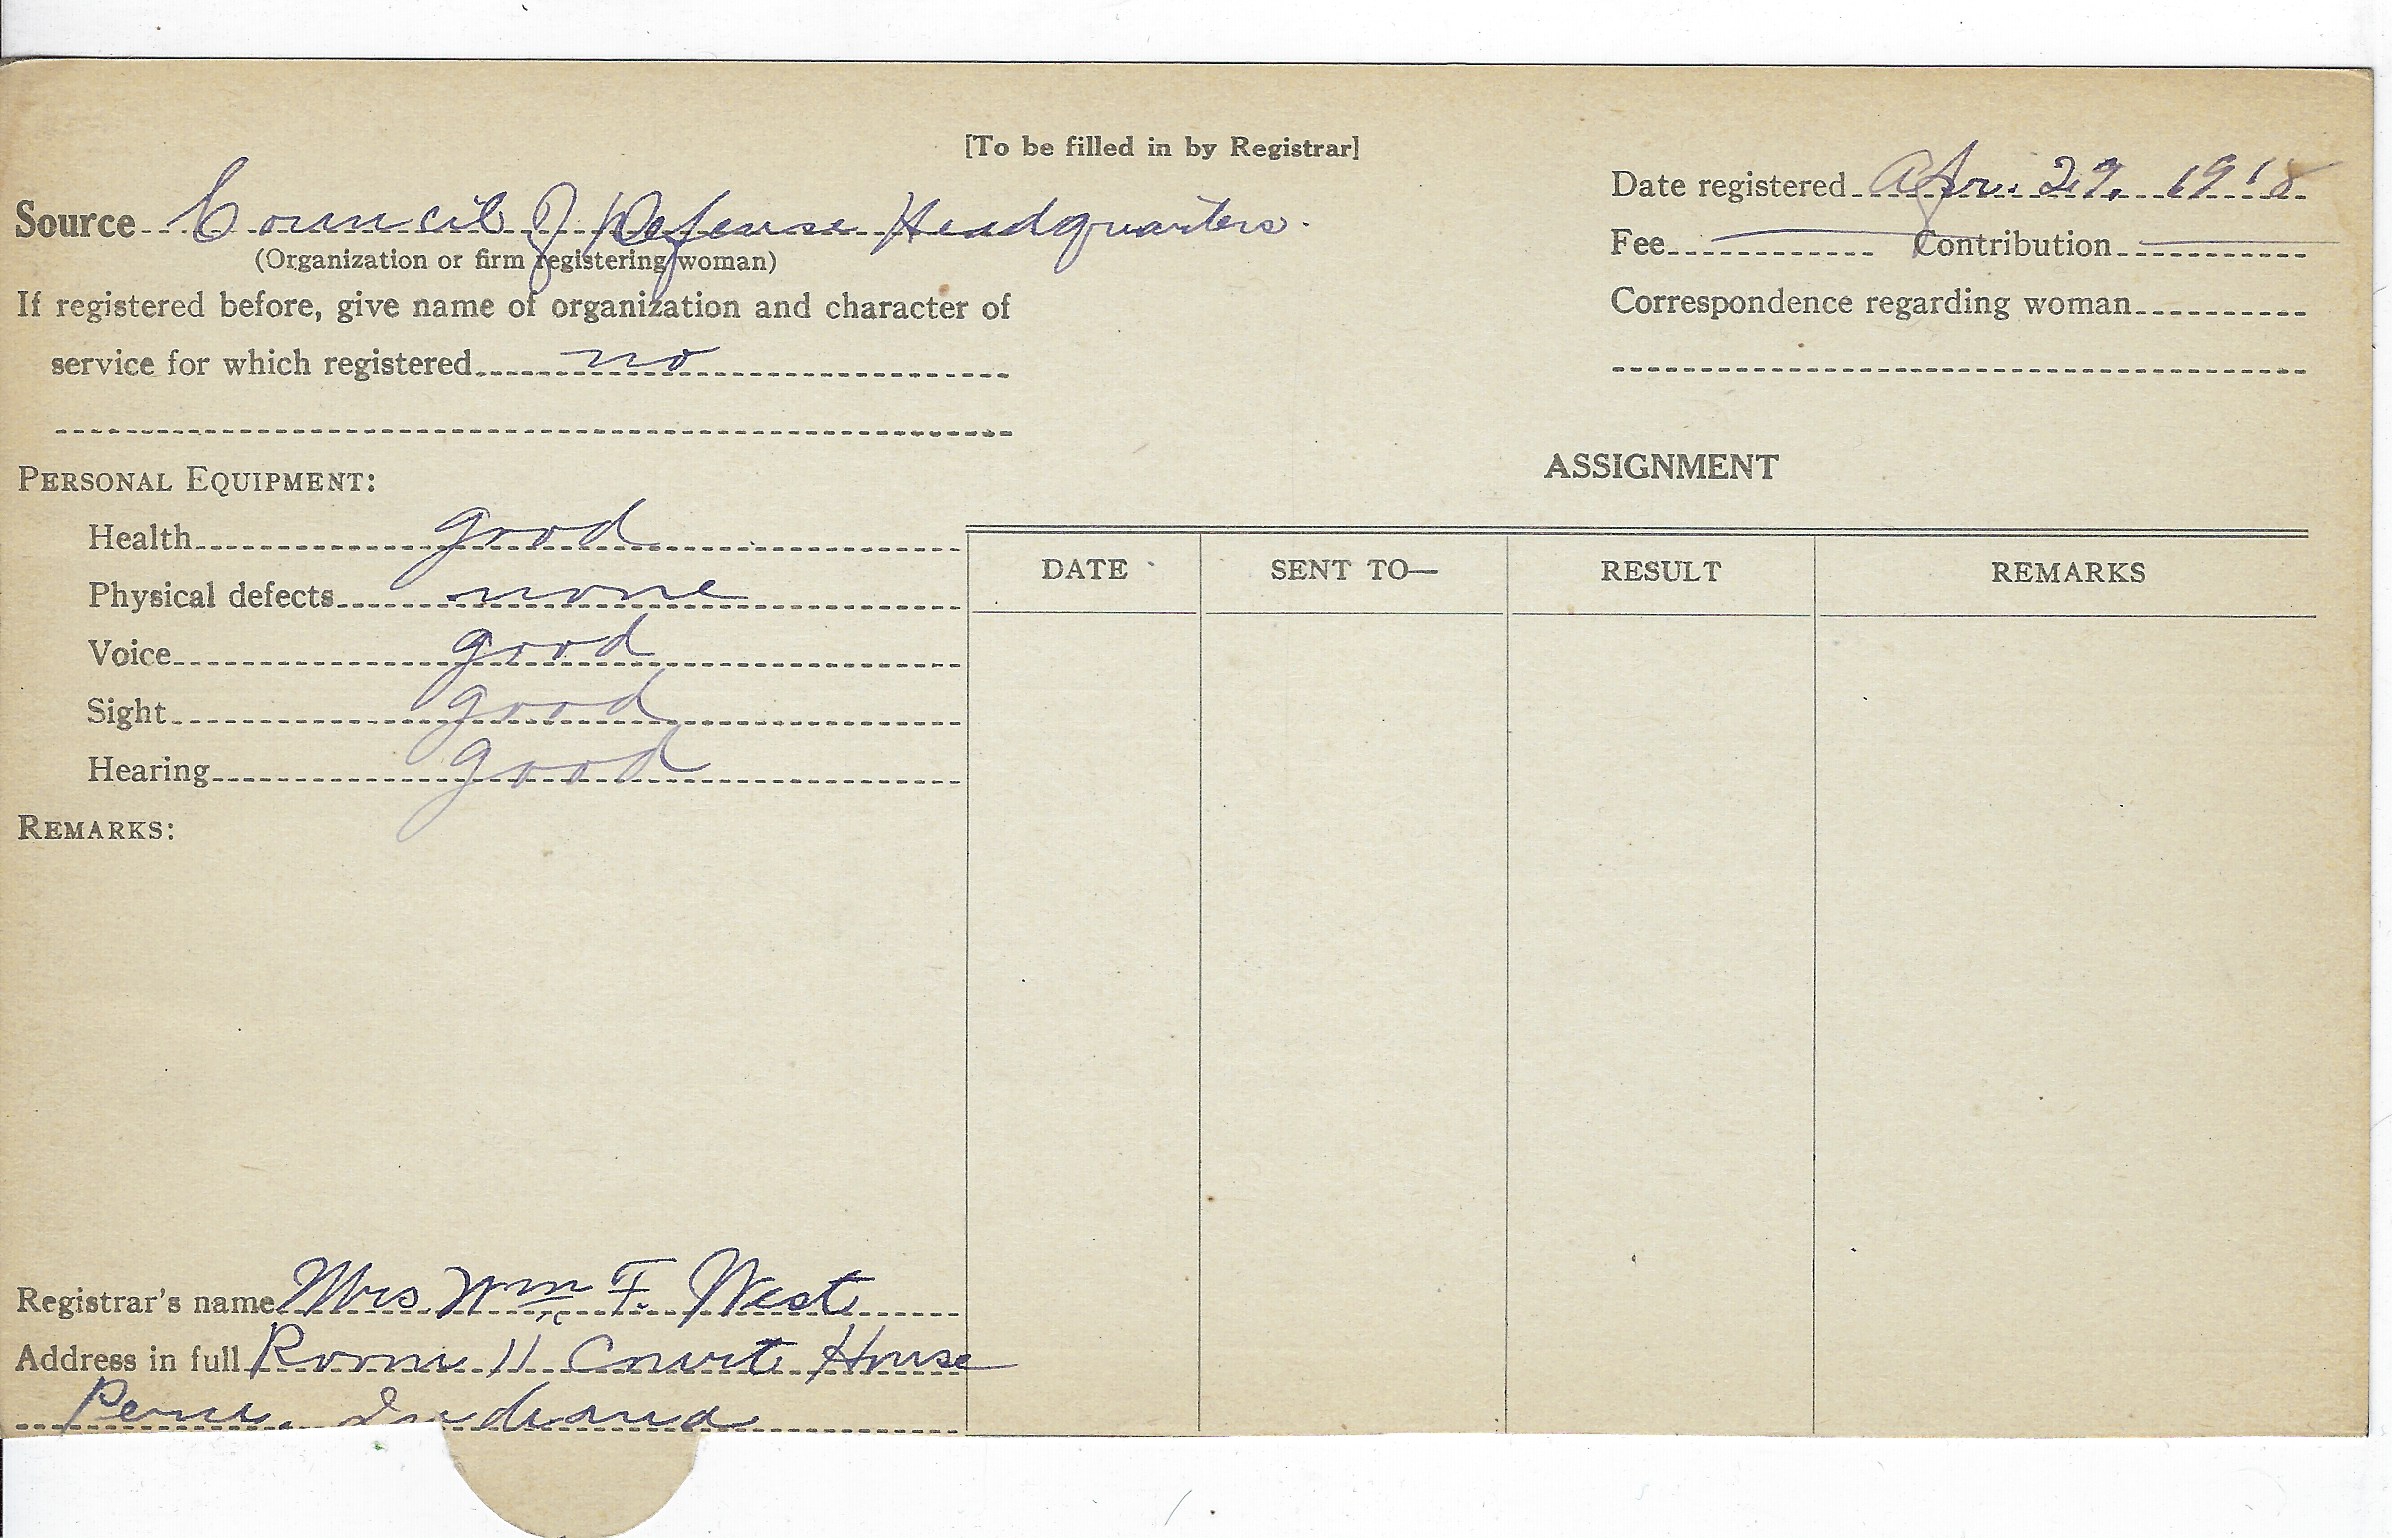 [To be filled in by Registrar]
Date registered Apr. 29, 1918
Source Council of Defense Headquarters.
(Organization or firm registering woman)
Fee Contribution
If registered before, give name of organization and character of
service for which registered no
Correspondence regarding woman
ASSIGNMENT
PERSONAL EQUIPMENT:
Health good
Physical defects none
Voice good
Sight good
Hearing good
DATE SENT TO— RESULT REMARKS
REMARKS:
Registrar's name Mrs Wm F. West
Address in full Room 11 Court House
Peru, Indiana